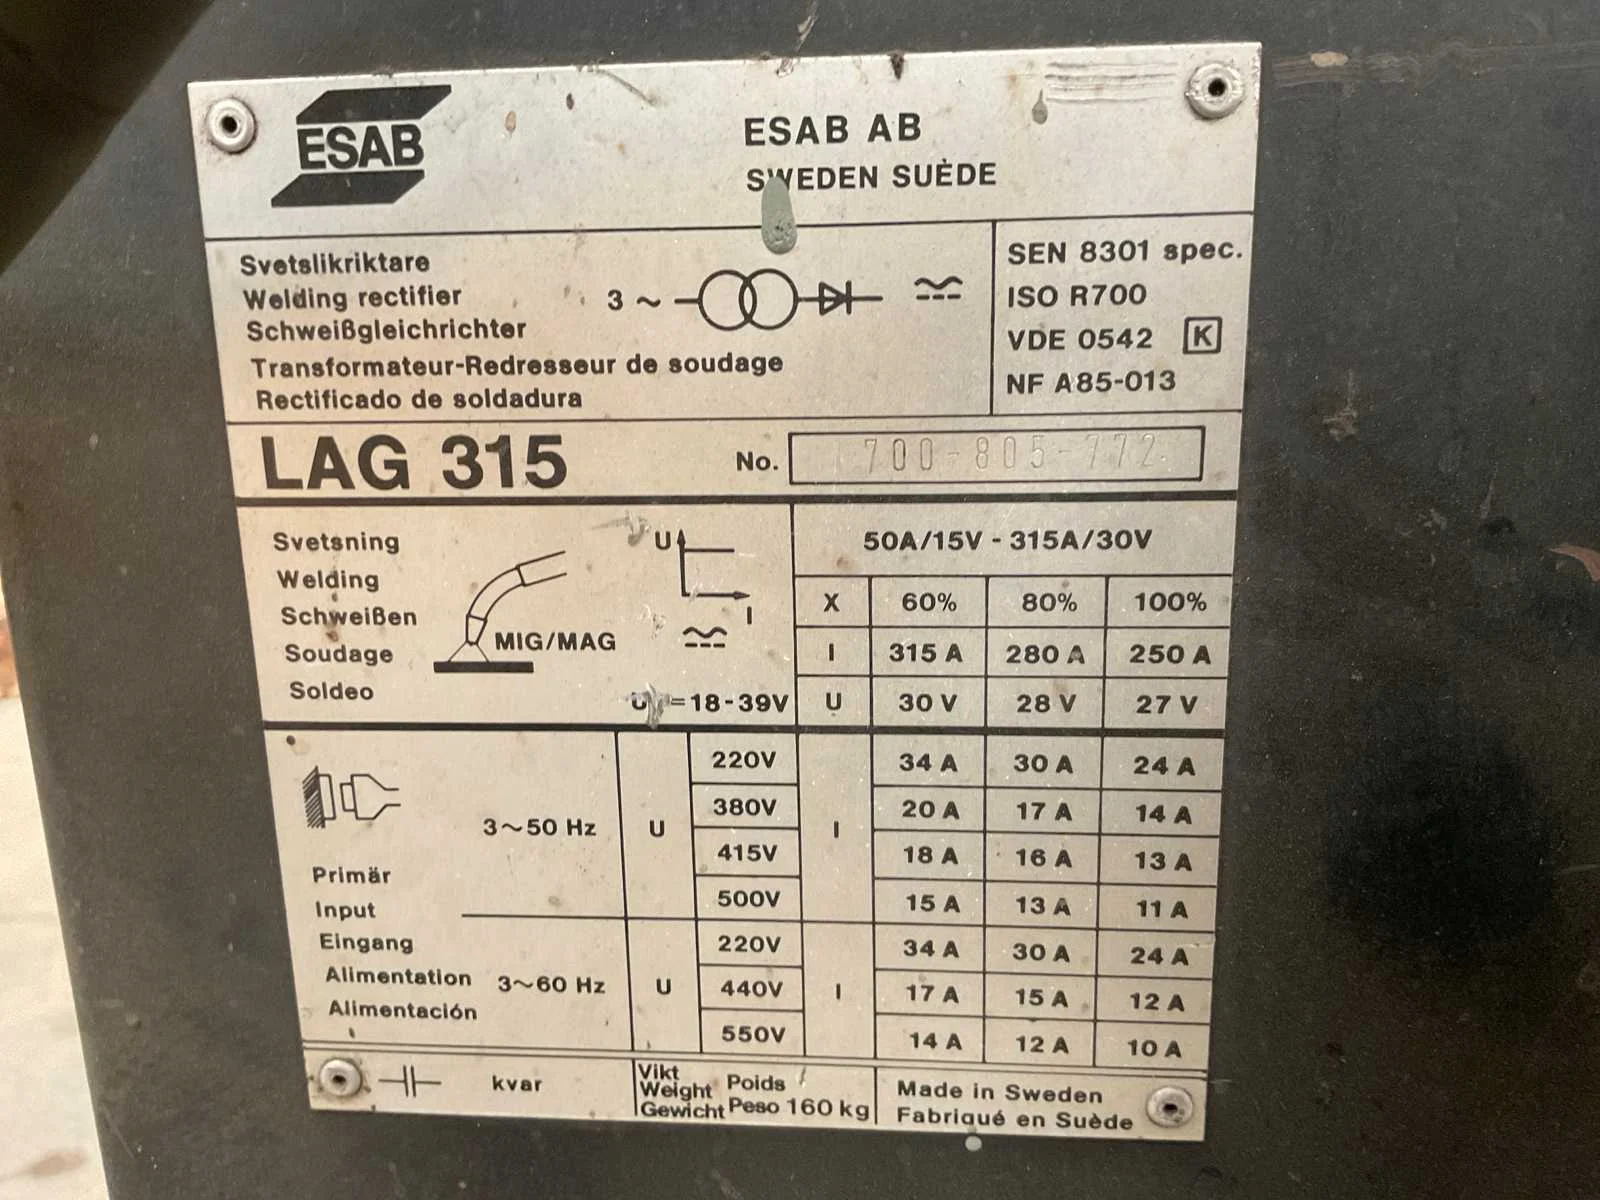 ESAB
ESAB AB
SWEDEN SUÈDE
Svetslikriktare
Welding rectifier
Schweißgleichrichter
Transformateur-Redresseur de soudage
Rectificado de soldadura
3 ~
SEN 8301 spec.
ISO R700
VDE 0542 K
NF A85-013
LAG 315
No. 700-805-772
Svetsning
Welding
Schweißen
Soudage
Soldeo
MIG/MAG
U
I
=18-39V
50A/15V - 315A/30V
X 60% 80% 100%
I 315 A 280 A 250 A
U 30 V 28 V 27 V
Primär
Input
Eingang
Alimentation
Alimentación
3~50 Hz U I
220V 34 A 30 A 24 A
380V 20 A 17 A 14 A
415V 18 A 16 A 13 A
500V 15 A 13 A 11 A
3~60 Hz U I
220V 34 A 30 A 24 A
440V 17 A 15 A 12 A
550V 14 A 12 A 10 A
kvar
Vikt
Weight Poids
Gewicht Peso 160 kg
Made in Sweden
Fabriqué en Suède